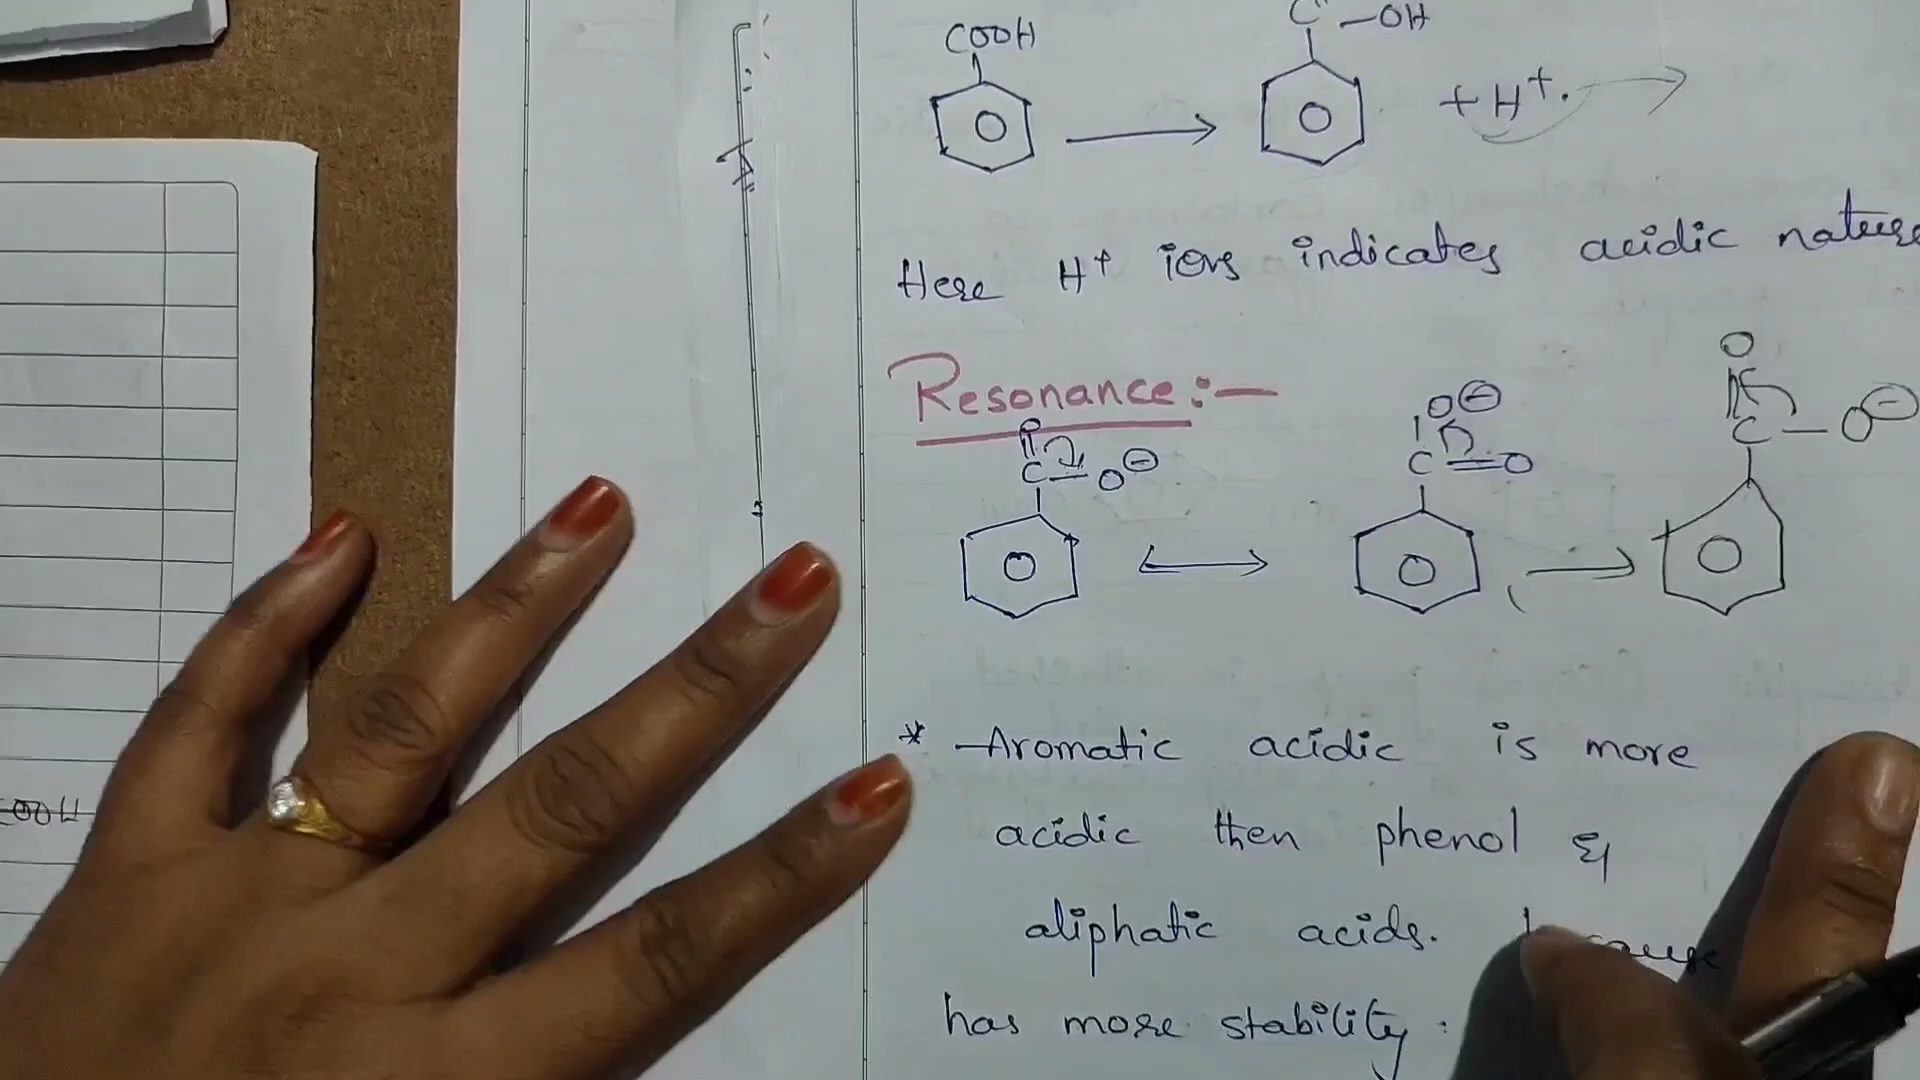 COOH
C -OH
+ H+.
Here H+ ions indicates acidic nature
Resonance:-
O
C - O ⊖
O ⊖
C = O
O
C - O ⊖
* Aromatic acidic is more
acidic then phenol &
aliphatic acids.
has more stability.
COOH